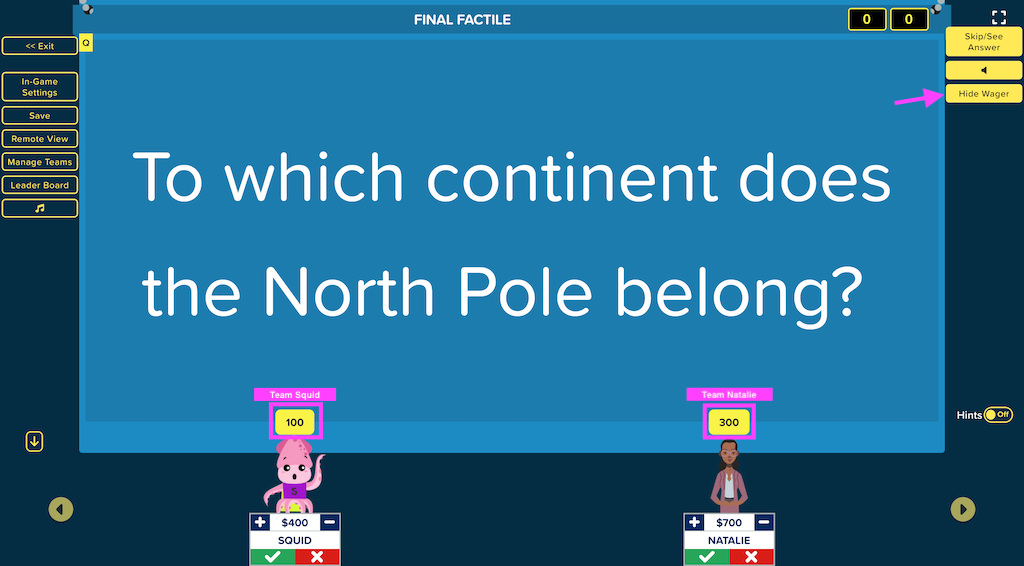 FINAL FACTILE
0 0
<< Exit
Q
Skip/See
Answer
In-Game
Settings
Hide Wager
Save
Remote View
Manage Teams
Leader Board
To which continent does
the North Pole belong?
Team Squid
100
Team Natalie
300
Hints Off
S
+ $400 −
SQUID
+ $700 −
NATALIE